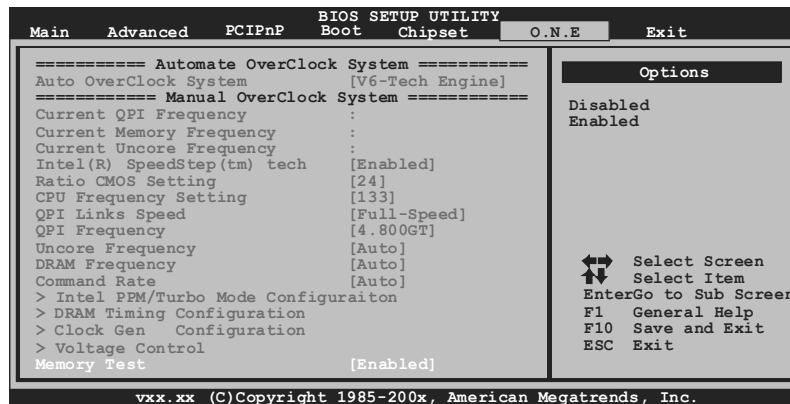 BIOS SETUP UTILITY
Main Advanced PCIPnP Boot Chipset O.N.E Exit
=========== Automate OverClock System ===========
Auto OverClock System [V6-Tech Engine]
============ Manual OverClock System ============
Current QPI Frequency :
Current Memory Frequency :
Current Uncore Frequency :
Intel(R) SpeedStep(tm) tech [Enabled]
Ratio CMOS Setting [24]
CPU Frequency Setting [133]
QPI Links Speed [Full-Speed]
QPI Frequency [4.800GT]
Uncore Frequency [Auto]
DRAM Frequency [Auto]
Command Rate [Auto]
> Intel PPM/Turbo Mode Configuraiton
> DRAM Timing Configuration
> Clock Gen Configuration
> Voltage Control
Memory Test [Enabled]
Options
Disabled
Enabled
Select Screen
Select Item
EnterGo to Sub Screen
F1 General Help
F10 Save and Exit
ESC Exit
vxx.xx (C)Copyright 1985-200x, American Megatrends, Inc.